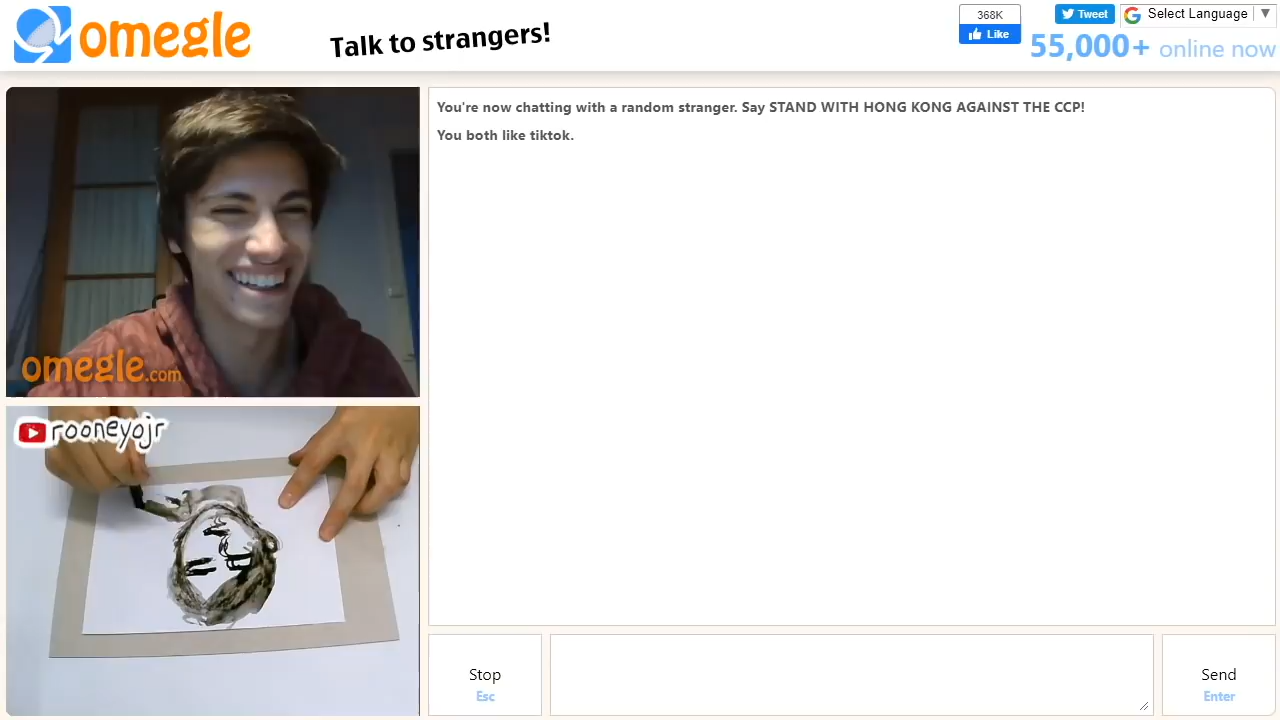 omegle
Talk to strangers!
368K
Like
Tweet
Select Language
55,000+ online now
You're now chatting with a random stranger. Say STAND WITH HONG KONG AGAINST THE CCP!
You both like tiktok.
omegle.com
rooneyojr
Stop
Esc
Send
Enter